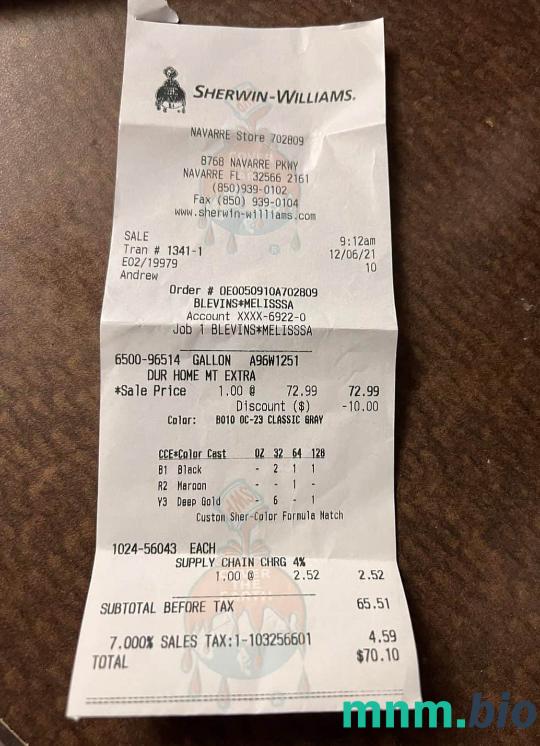 SHERWIN-WILLIAMS.
NAVARRE Store 702809
8768 NAVARRE PKWY
NAVARRE FL 32566 2161
(850)939-0102
Fax (850) 939-0104
www.sherwin-williams.com
SALE 9:12am
Tran # 1341-1 12/06/21
E02/19979 10
Andrew
Order # OE0050910A702809
BLEVINS*MELISSSA
Account XXXX-6922-0
Job 1 BLEVINS*MELISSSA
6500-96514 GALLON A96W1251
DUR HOME MT EXTRA
*Sale Price 1.00 @ 72.99 72.99
Discount ($) -10.00
Color: B010 OC-23 CLASSIC GRAY
CCE*Color Cast OZ 32 64 128
B1 Black - 2 1 1
R2 Maroon - - 1 -
Y3 Deep Gold - 6 - 1
Custom Sher-Color Formula Match
1024-56043 EACH
SUPPLY CHAIN CHRG 4%
1.00 @ 2.52 2.52
SUBTOTAL BEFORE TAX 65.51
7.000% SALES TAX:1-103256601 4.59
TOTAL $70.10
mnm.bio